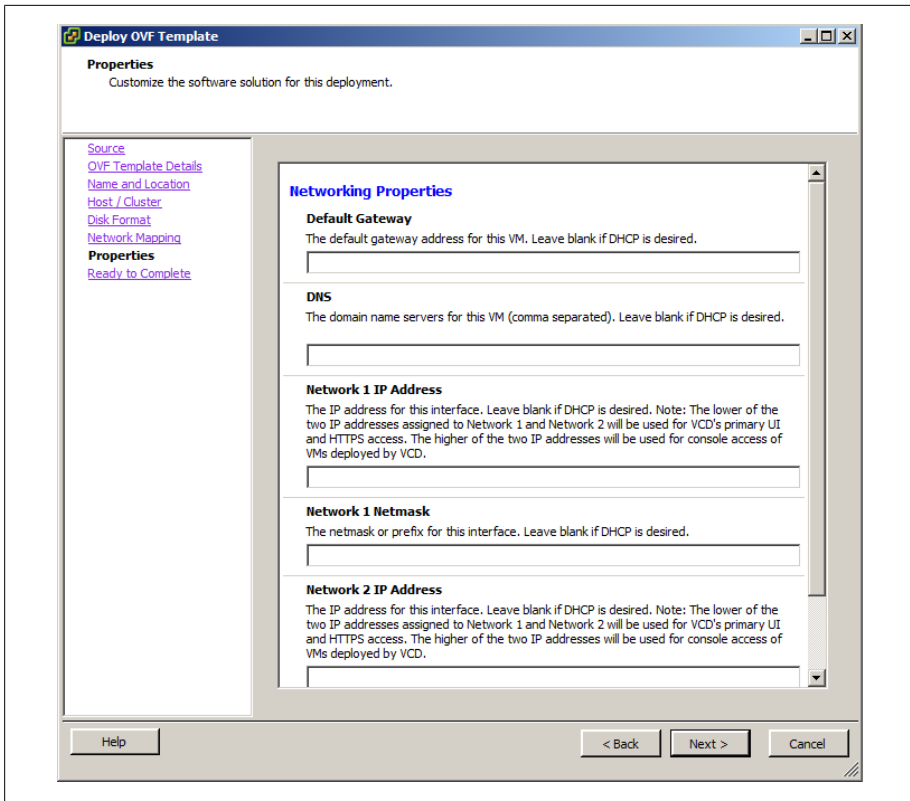 Deploy OVF Template
Properties
Customize the software solution for this deployment.
Source
OVF Template Details
Name and Location
Host / Cluster
Disk Format
Network Mapping
Properties
Ready to Complete
Networking Properties
Default Gateway
The default gateway address for this VM. Leave blank if DHCP is desired.
DNS
The domain name servers for this VM (comma separated). Leave blank if DHCP is desired.
Network 1 IP Address
The IP address for this interface. Leave blank if DHCP is desired. Note: The lower of the
two IP addresses assigned to Network 1 and Network 2 will be used for VCD's primary UI
and HTTPS access. The higher of the two IP addresses will be used for console access of
VMs deployed by VCD.
Network 1 Netmask
The netmask or prefix for this interface. Leave blank if DHCP is desired.
Network 2 IP Address
The IP address for this interface. Leave blank if DHCP is desired. Note: The lower of the
two IP addresses assigned to Network 1 and Network 2 will be used for VCD's primary UI
and HTTPS access. The higher of the two IP addresses will be used for console access of
VMs deployed by VCD.
Help
< Back
Next >
Cancel